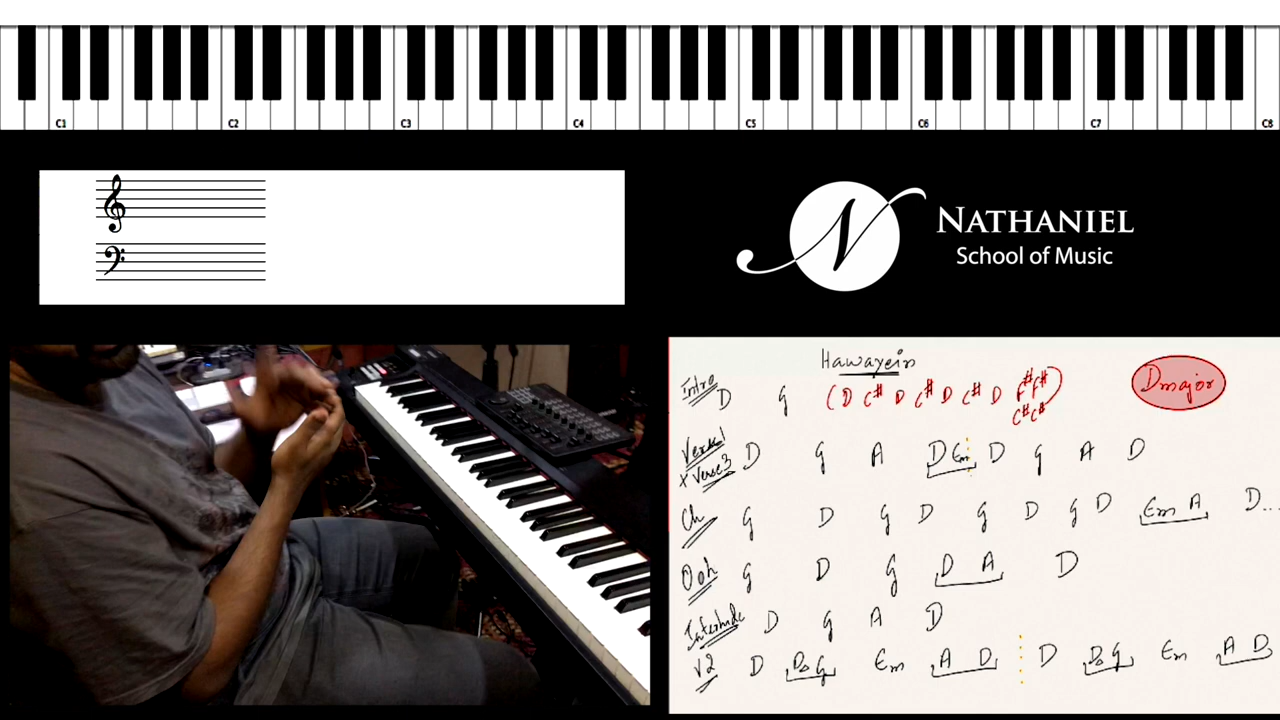 C1 C2 C3 C4 C5 C6 C7 C8
NATHANIEL
School of Music
Hawayein
Dmajor
Intro D G (D C# D C# D C# D F#F#)
C#C#
Verse1 D G A D Em D G A D
x Verse3
Ch G D G D G D G D Em A D...
Ooh G D G D A D
Interlude D G A D
V2 D G Em A D D G Em A D